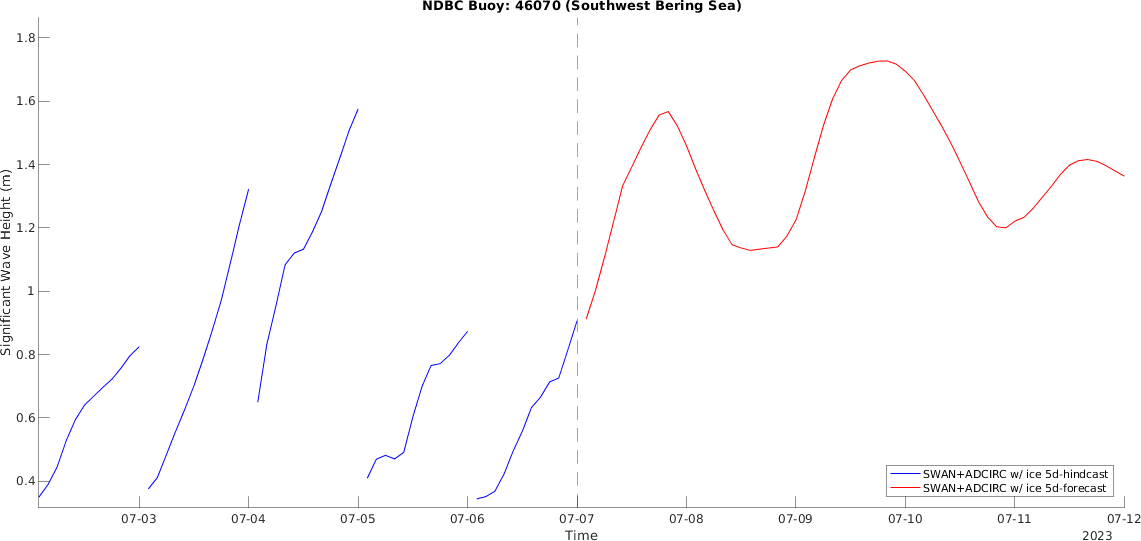 NDBC Buoy: 46070 (Southwest Bering Sea)
1.8
1.6
1.4
1.2
1
0.8
0.6
0.4
Significant Wave Height (m)
SWAN+ADCIRC w/ ice 5d-hindcast
SWAN+ADCIRC w/ ice 5d-forecast
07-03 07-04 07-05 07-06 07-07 07-08 07-09 07-10 07-11 07-12
Time
2023